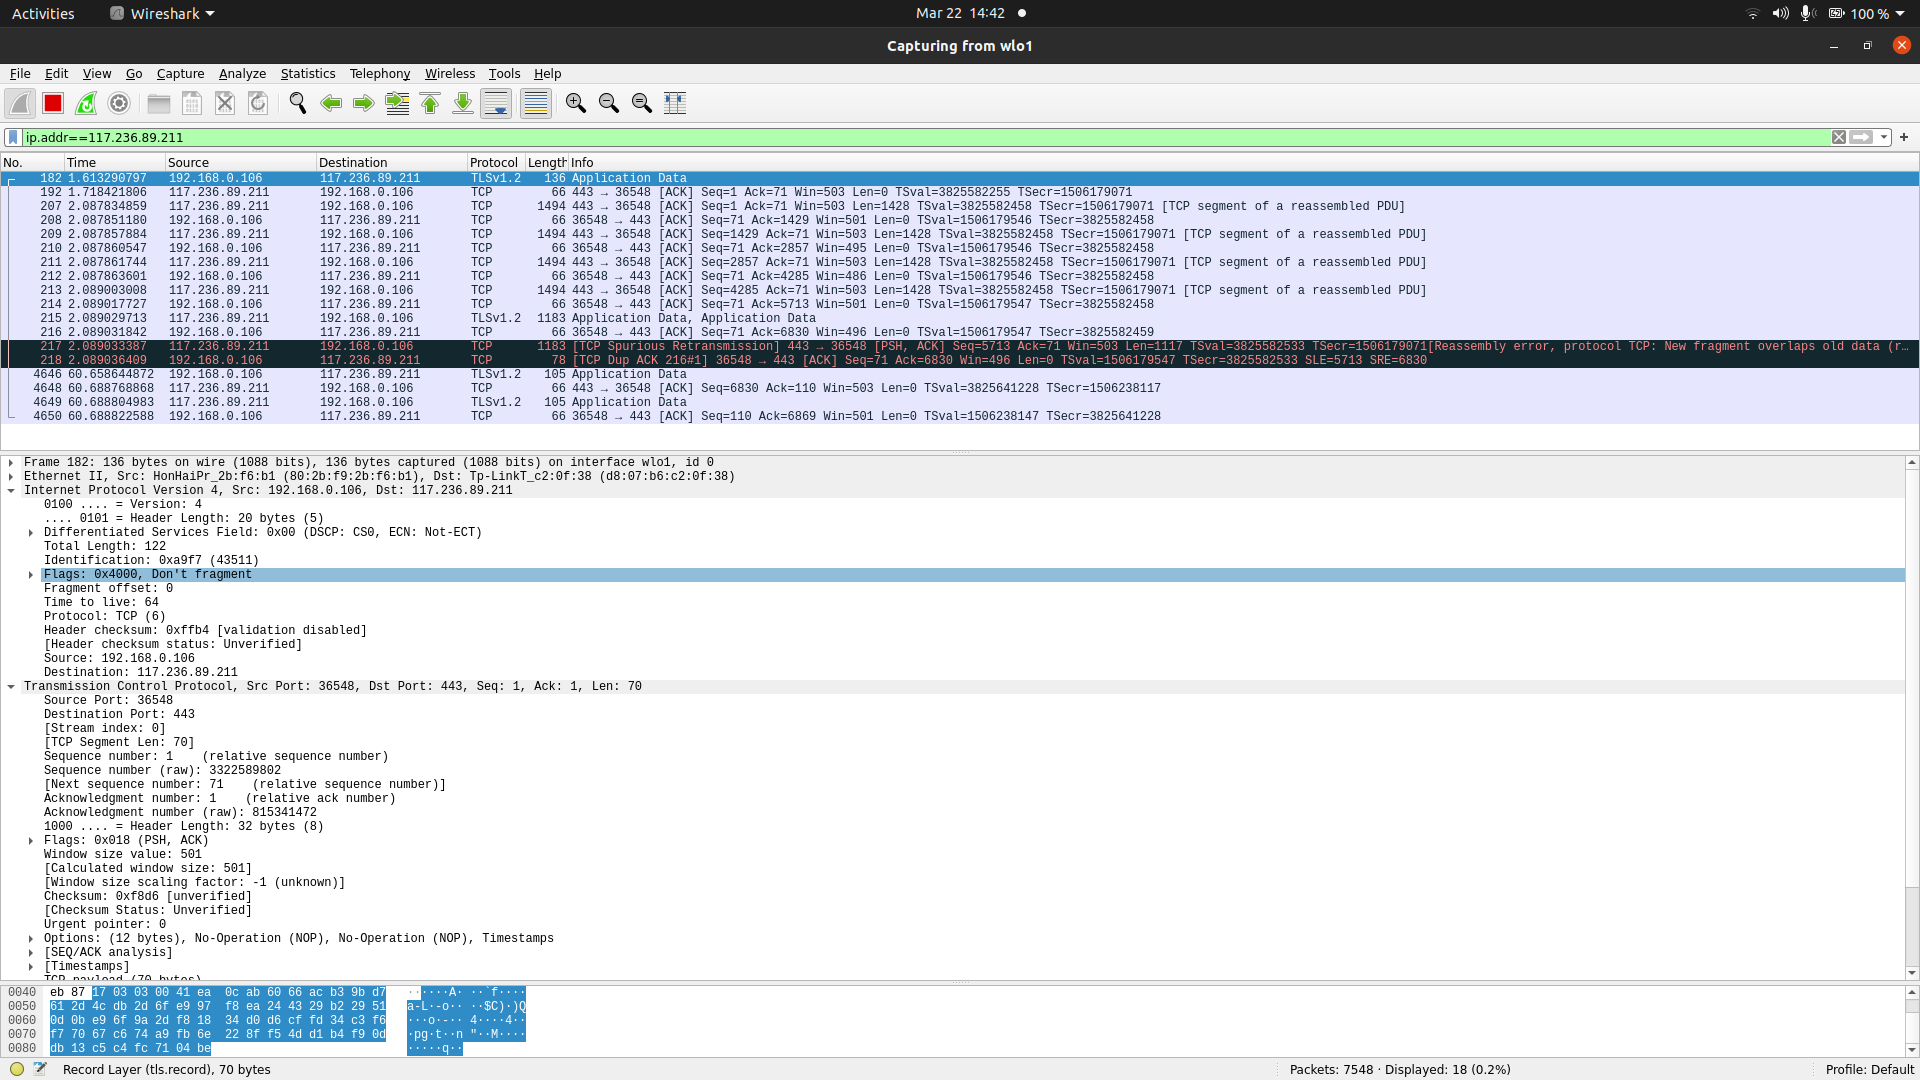 Activities Wireshark Mar 22 14:42 100 %
Capturing from wlo1
File Edit View Go Capture Analyze Statistics Telephony Wireless Tools Help
ip.addr==117.236.89.211
No. Time Source Destination Protocol Length Info
182 1.613290797 192.168.0.106 117.236.89.211 TLSv1.2 136 Application Data
192 1.718421806 117.236.89.211 192.168.0.106 TCP 66 443 → 36548 [ACK] Seq=1 Ack=71 Win=503 Len=0 TSval=3825582255 TSecr=1506179071
207 2.087834859 117.236.89.211 192.168.0.106 TCP 1494 443 → 36548 [ACK] Seq=1 Ack=71 Win=503 Len=1428 TSval=3825582458 TSecr=1506179071 [TCP segment of a reassembled PDU]
208 2.087851180 192.168.0.106 117.236.89.211 TCP 66 36548 → 443 [ACK] Seq=71 Ack=1429 Win=501 Len=0 TSval=1506179546 TSecr=3825582458
209 2.087857884 117.236.89.211 192.168.0.106 TCP 1494 443 → 36548 [ACK] Seq=1429 Ack=71 Win=503 Len=1428 TSval=3825582458 TSecr=1506179071 [TCP segment of a reassembled PDU]
210 2.087860547 192.168.0.106 117.236.89.211 TCP 66 36548 → 443 [ACK] Seq=71 Ack=2857 Win=495 Len=0 TSval=1506179546 TSecr=3825582458
211 2.087861744 117.236.89.211 192.168.0.106 TCP 1494 443 → 36548 [ACK] Seq=2857 Ack=71 Win=503 Len=1428 TSval=3825582458 TSecr=1506179071 [TCP segment of a reassembled PDU]
212 2.087863601 192.168.0.106 117.236.89.211 TCP 66 36548 → 443 [ACK] Seq=71 Ack=4285 Win=486 Len=0 TSval=1506179546 TSecr=3825582458
213 2.089003008 117.236.89.211 192.168.0.106 TCP 1494 443 → 36548 [ACK] Seq=4285 Ack=71 Win=503 Len=1428 TSval=3825582458 TSecr=1506179071 [TCP segment of a reassembled PDU]
214 2.089017727 192.168.0.106 117.236.89.211 TCP 66 36548 → 443 [ACK] Seq=71 Ack=5713 Win=501 Len=0 TSval=1506179547 TSecr=3825582458
215 2.089029713 117.236.89.211 192.168.0.106 TLSv1.2 1183 Application Data, Application Data
216 2.089031842 192.168.0.106 117.236.89.211 TCP 66 36548 → 443 [ACK] Seq=71 Ack=6830 Win=496 Len=0 TSval=1506179547 TSecr=3825582459
217 2.089033387 117.236.89.211 192.168.0.106 TCP 1183 [TCP Spurious Retransmission] 443 → 36548 [PSH, ACK] Seq=5713 Ack=71 Win=503 Len=1117 TSval=3825582533 TSecr=1506179071[Reassembly error, protocol TCP: New fragment overlaps old data (r…
218 2.089036409 192.168.0.106 117.236.89.211 TCP 78 [TCP Dup ACK 216#1] 36548 → 443 [ACK] Seq=71 Ack=6830 Win=496 Len=0 TSval=1506179547 TSecr=3825582533 SLE=5713 SRE=6830
4646 60.658644872 192.168.0.106 117.236.89.211 TLSv1.2 105 Application Data
4648 60.688768868 117.236.89.211 192.168.0.106 TCP 66 443 → 36548 [ACK] Seq=6830 Ack=110 Win=503 Len=0 TSval=3825641228 TSecr=1506238117
4649 60.688804983 117.236.89.211 192.168.0.106 TLSv1.2 105 Application Data
4650 60.688822588 192.168.0.106 117.236.89.211 TCP 66 36548 → 443 [ACK] Seq=110 Ack=6869 Win=501 Len=0 TSval=1506238147 TSecr=3825641228
Frame 182: 136 bytes on wire (1088 bits), 136 bytes captured (1088 bits) on interface wlo1, id 0
Ethernet II, Src: HonHaiPr_2b:f6:b1 (80:2b:f9:2b:f6:b1), Dst: Tp-LinkT_c2:0f:38 (d8:07:b6:c2:0f:38)
Internet Protocol Version 4, Src: 192.168.0.106, Dst: 117.236.89.211
0100 .... = Version: 4
.... 0101 = Header Length: 20 bytes (5)
Differentiated Services Field: 0x00 (DSCP: CS0, ECN: Not-ECT)
Total Length: 122
Identification: 0xa9f7 (43511)
Flags: 0x4000, Don't fragment
Fragment offset: 0
Time to live: 64
Protocol: TCP (6)
Header checksum: 0xffb4 [validation disabled]
[Header checksum status: Unverified]
Source: 192.168.0.106
Destination: 117.236.89.211
Transmission Control Protocol, Src Port: 36548, Dst Port: 443, Seq: 1, Ack: 1, Len: 70
Source Port: 36548
Destination Port: 443
[Stream index: 0]
[TCP Segment Len: 70]
Sequence number: 1 (relative sequence number)
Sequence number (raw): 3322589802
[Next sequence number: 71 (relative sequence number)]
Acknowledgment number: 1 (relative ack number)
Acknowledgment number (raw): 815341472
1000 .... = Header Length: 32 bytes (8)
Flags: 0x018 (PSH, ACK)
Window size value: 501
[Calculated window size: 501]
[Window size scaling factor: -1 (unknown)]
Checksum: 0xf8d6 [unverified]
[Checksum Status: Unverified]
Urgent pointer: 0
Options: (12 bytes), No-Operation (NOP), No-Operation (NOP), Timestamps
[SEQ/ACK analysis]
[Timestamps]
TCP payload (70 bytes)
0040 eb 87 17 03 03 00 41 ea 0c ab 60 66 ac b3 9b d7 ······A· ··`f····
0050 61 2d 4c db 2d 6f e9 97 f8 ea 24 43 29 b2 29 51 a-L·-o·· ··$C)·)Q
0060 0d 0b e9 6f 9a 2d f8 18 34 d0 d6 cf fd 34 c3 f6 ···o·-·· 4····4··
0070 f7 70 67 c6 74 a9 fb 6e 22 8f f5 4d d1 b4 f9 0d ·pg·t··n "··M····
0080 db 13 c5 c4 fc 71 04 be ·····q··
Record Layer (tls.record), 70 bytes Packets: 7548 · Displayed: 18 (0.2%) Profile: Default